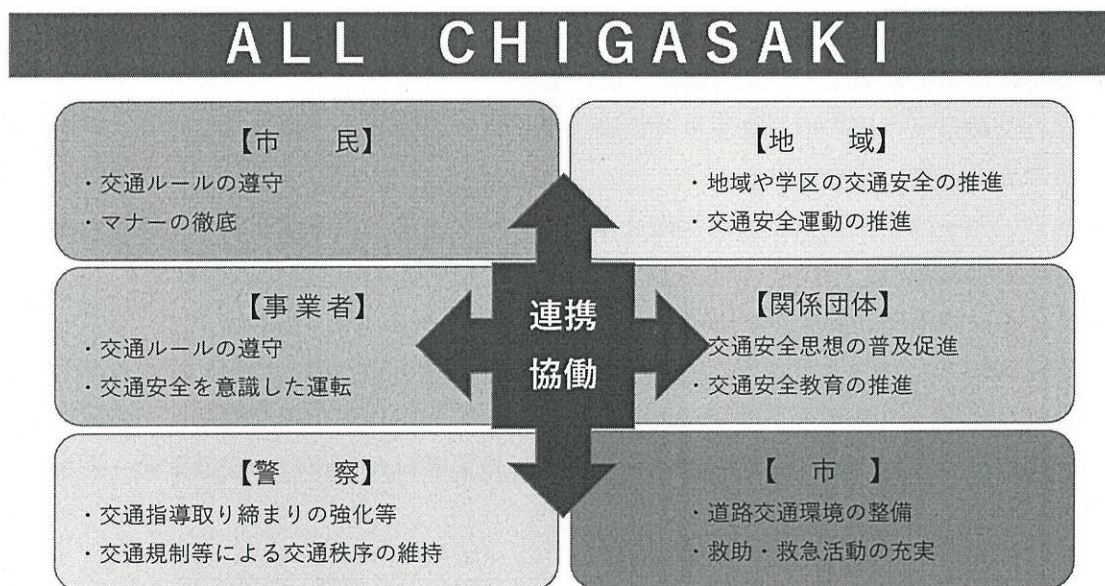 ALL CHIGASAKI
【市　民】
・交通ルールの遵守
・マナーの徹底
【地　域】
・地域や学区の交通安全の推進
・交通安全運動の推進
【事業者】
・交通ルールの遵守
・交通安全を意識した運転
連携
協働
【関係団体】
交通安全思想の普及促進
・交通安全教育の推進
【警　察】
・交通指導取り締まりの強化等
・交通規制等による交通秩序の維持
【　市　】
・道路交通環境の整備
・救助・救急活動の充実